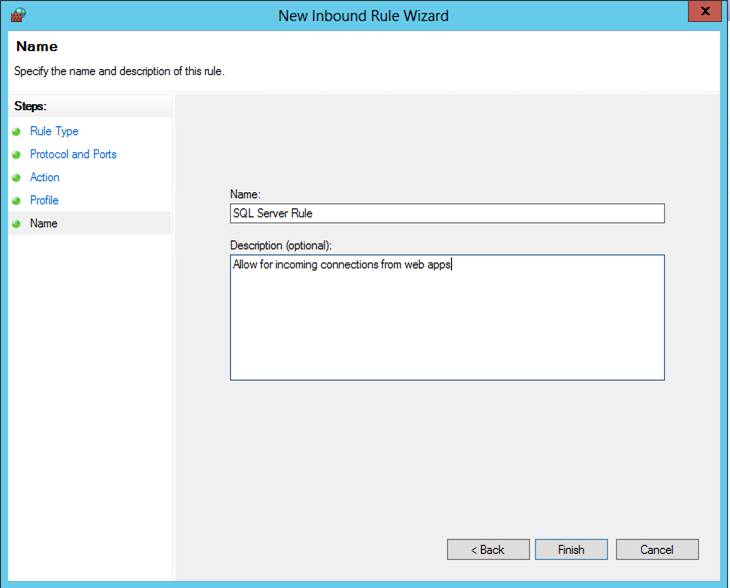 New Inbound Rule Wizard
X
Name
Specify the name and description of this rule.
Steps:
Rule Type
Protocol and Ports
Action
Profile
Name
Name:
SQL Server Rule
Description (optional):
Allow for incoming connections from web apps
< Back
Finish
Cancel